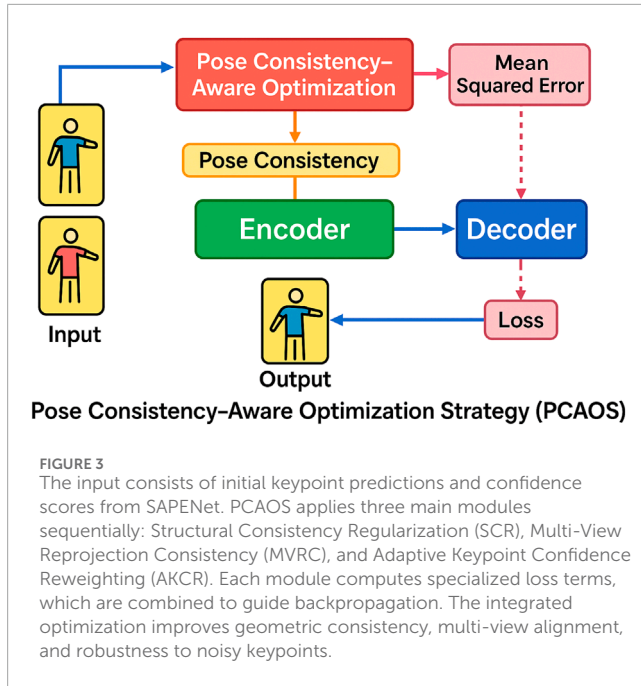 Pose Consistency–
Aware Optimization
Mean
Squared Error
Pose Consistency
Encoder
Decoder
Input
Loss
Output
Pose Consistency–Aware Optimization Strategy (PCAOS)
FIGURE 3
The input consists of initial keypoint predictions and confidence
scores from SAPENet. PCAOS applies three main modules
sequentially: Structural Consistency Regularization (SCR), Multi-View
Reprojection Consistency (MVRC), and Adaptive Keypoint Confidence
Reweighting (AKCR). Each module computes specialized loss terms,
which are combined to guide backpropagation. The integrated
optimization improves geometric consistency, multi-view alignment,
and robustness to noisy keypoints.